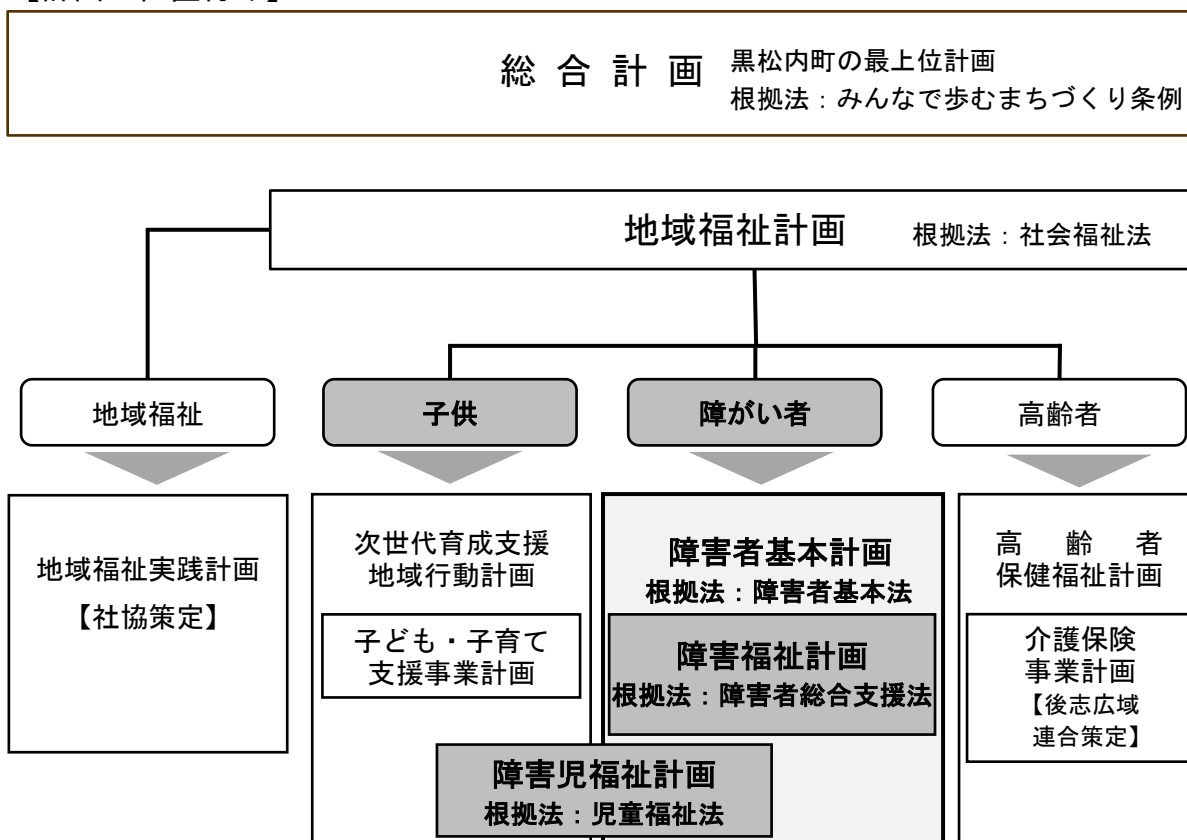 総合計画
黒松内町の最上位計画
根拠法：みんなで歩むまちづくり条例
地域福祉計画
根拠法：社会福祉法
地域福祉
子供
障がい者
高齢者
地域福祉実践計画
【社協策定】
次世代育成支援
地域行動計画
子ども・子育て
支援事業計画
障害者基本計画
根拠法：障害者基本法
障害福祉計画
根拠法：障害者総合支援法
障害児福祉計画
根拠法：児童福祉法
高齢者
保健福祉計画
介護保険
事業計画
【後志広域
連合策定】